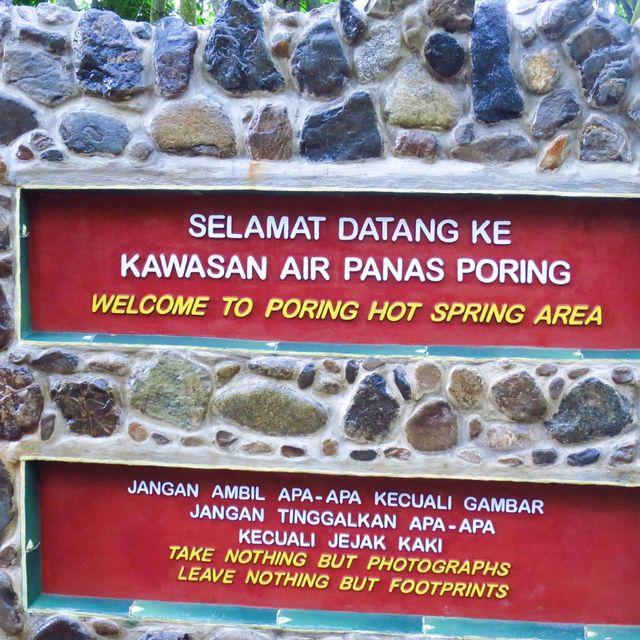 SELAMAT DATANG KE
KAWASAN AIR PANAS PORING
WELCOME TO PORING HOT SPRING AREA
JANGAN AMBIL APA-APA KECUALI GAMBAR
JANGAN TINGGALKAN APA-APA
KECUALI JEJAK KAKI
TAKE NOTHING BUT PHOTOGRAPHS
LEAVE NOTHING BUT FOOTPRINTS